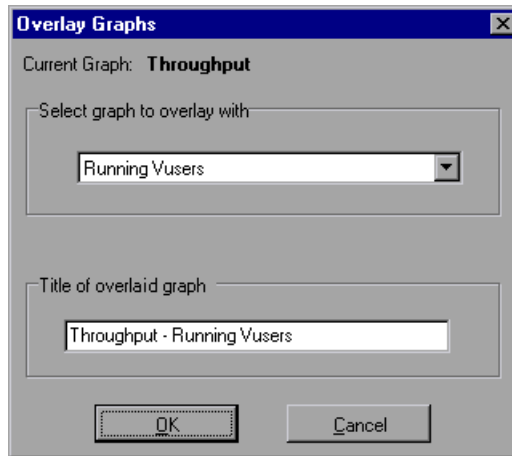 Overlay Graphs
Current Graph: Throughput
Select graph to overlay with
Running Vusers
Title of overlaid graph
Throughput - Running Vusers
OK Cancel